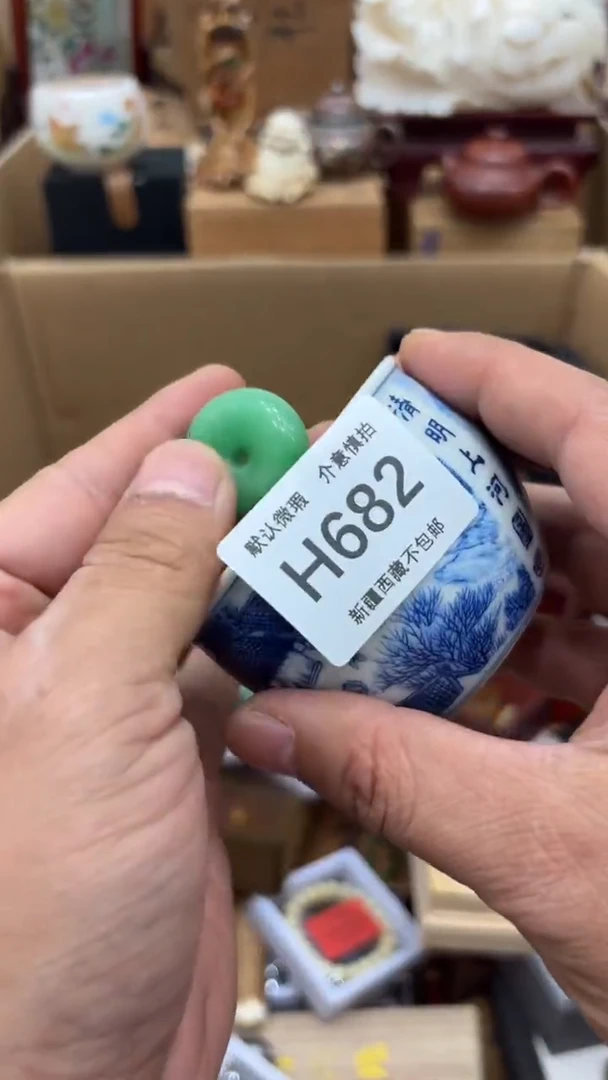 默认微瑕 介意慎拍
H682
新疆西藏不包邮
清明上河圖